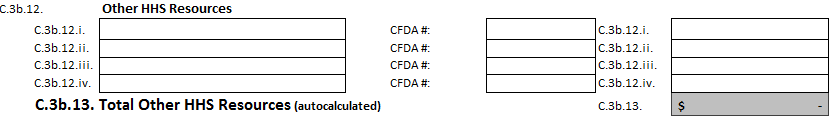 C.3b.12. Other HHS Resources
C.3b.12.i. CFDA #: C.3b.12.i.
C.3b.12.ii. CFDA #: C.3b.12.ii.
C.3b.12.iii. CFDA #: C.3b.12.iii.
C.3b.12.iv. CFDA #: C.3b.12.iv.
C.3b.13. Total Other HHS Resources (autocalculated) C.3b.13. $ -